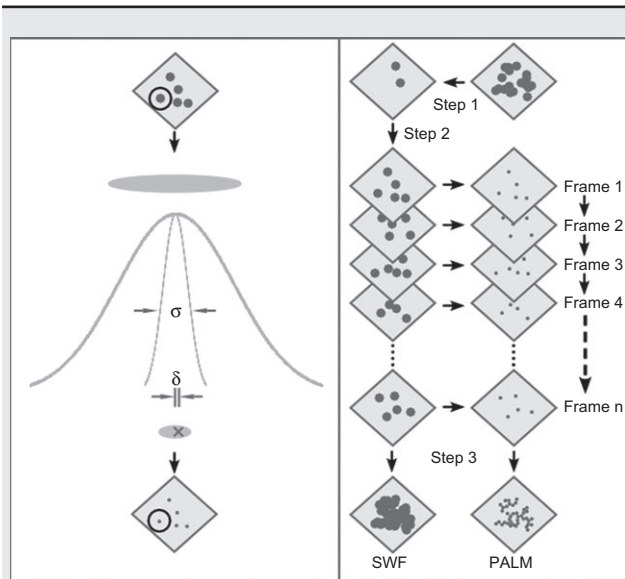 σ
δ
Step 1
Step 2
Frame 1
Frame 2
Frame 3
Frame 4
Frame n
Step 3
SWF
PALM